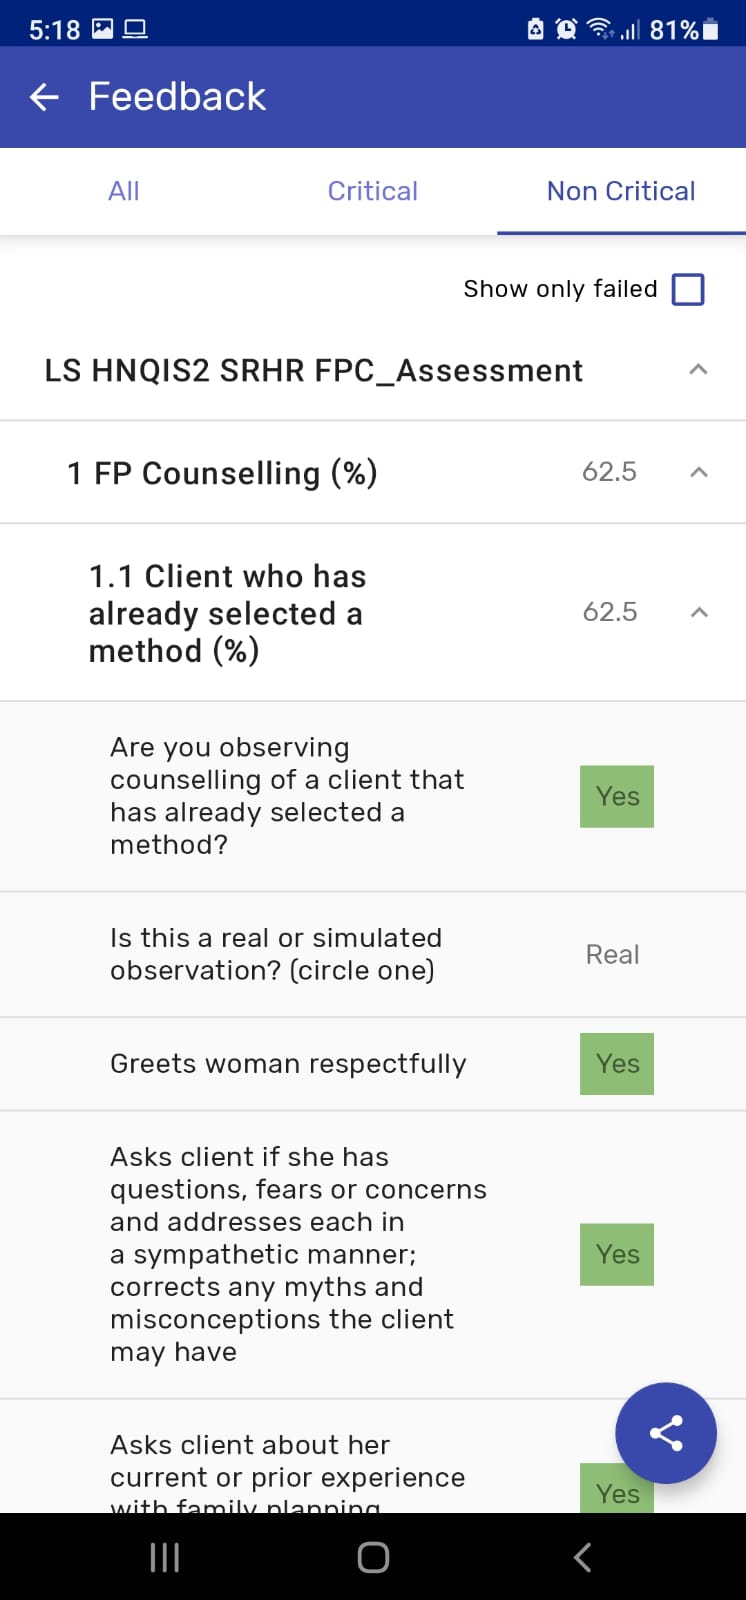 5:18 81%
Feedback
All Critical Non Critical
Show only failed
LS HNQIS2 SRHR FPC_Assessment
1 FP Counselling (%) 62.5
1.1 Client who has
already selected a
method (%)
62.5
Are you observing
counselling of a client that
has already selected a
method?
Yes
Is this a real or simulated
observation? (circle one)
Real
Greets woman respectfully Yes
Asks client if she has
questions, fears or concerns
and addresses each in
a sympathetic manner;
corrects any myths and
misconceptions the client
may have
Yes
Asks client about her
current or prior experience
with family planning
Yes